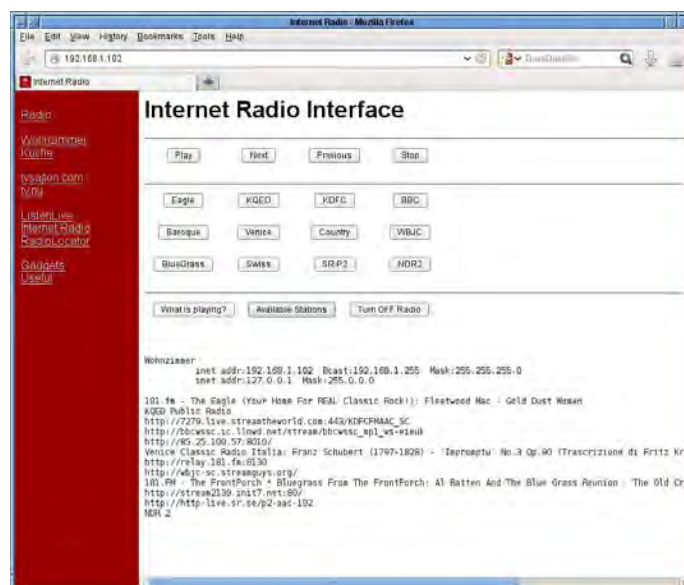 Internet Radio - Mozilla Firefox
File Edit View History Bookmarks Tools Help
192.168.1.102
DuckDuckGo
Internet Radio
Radio
Wohnzimmer
Küche
tv.nu
ListenLive
Internet Radio
RadioLocator
Gadgets
Useful
Internet Radio Interface
Play Next Previous Stop
Eagle KQED KDFC BBC
Baroque Venice Country WBJC
BlueGrass Swiss SR-P2 NDR2
What is playing? Available Stations Turn OFF Radio
Wohnzimmer
inet addr:192.168.1.102 Bcast:192.168.1.255 Mask:255.255.255.0
inet addr:127.0.0.1 Mask:255.0.0.0
181.fm - The Eagle (Your Home For REAL Classic Rock!): Fleetwood Mac - Gold Dust Woman
KQED Public Radio
http://7279.live.streamtheworld.com:443/KDFCFMAAC_SC
http://bbcwssc.ic.llnwd.net/stream/bbcwssc_mp1_ws-eieuk
http://85.25.100.57:8010/
Venice Classic Radio Italia: Franz Schubert (1797-1828) - 'Impromptu' No.3 Op.90 (Trascrizione di Fritz Kr
http://relay.181.fm:8130
http://wbjc-sc.streamguys.org/
181.FM - The FrontPorch * Bluegrass From The FrontPorch: Al Batten And The Blue Grass Reunion - The Old Cr
http://stream2139.init7.net:80/
http://http-live.sr.se/p2-aac-192
NDR 2